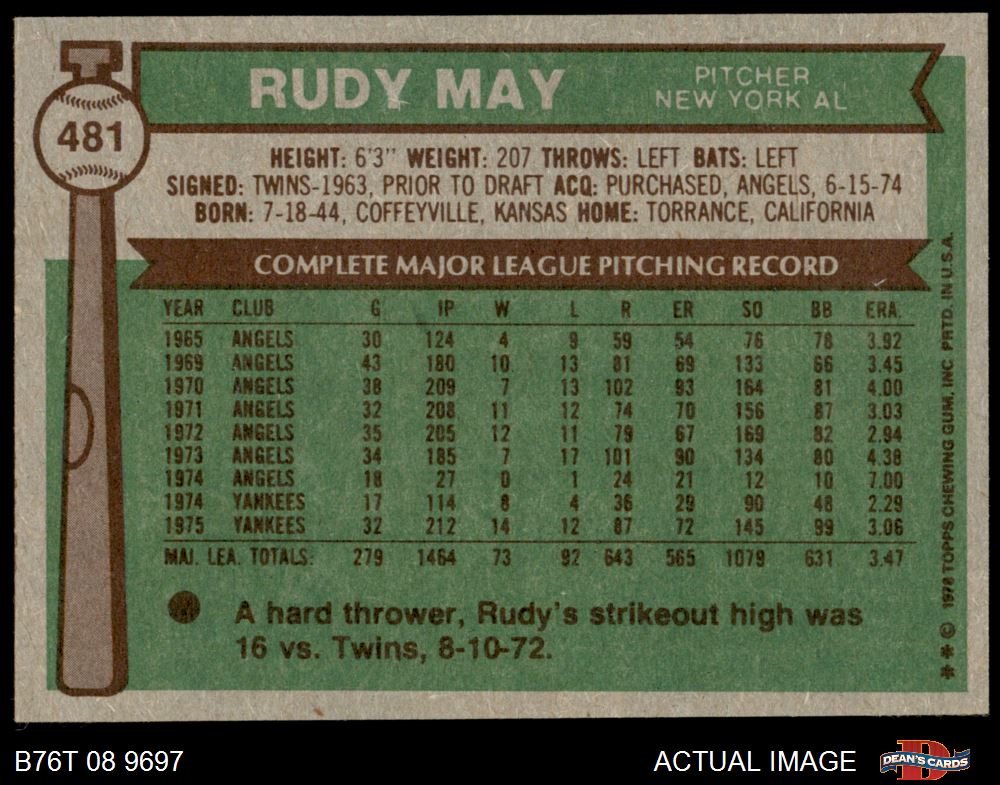 RUDY MAY
PITCHER
NEW YORK AL
481
HEIGHT: 6'3" WEIGHT: 207 THROWS: LEFT BATS: LEFT
SIGNED: TWINS-1963, PRIOR TO DRAFT ACQ: PURCHASED, ANGELS, 6-15-74
BORN: 7-18-44, COFFEYVILLE, KANSAS HOME: TORRANCE, CALIFORNIA
COMPLETE MAJOR LEAGUE PITCHING RECORD
YEAR CLUB G IP W L R ER SO BB ERA.
1965 ANGELS 30 124 4 9 59 54 76 78 3.92
1969 ANGELS 43 180 10 13 81 69 133 66 3.45
1970 ANGELS 38 209 7 13 102 93 164 81 4.00
1971 ANGELS 32 208 11 12 74 70 156 87 3.03
1972 ANGELS 35 205 12 11 79 67 169 82 2.94
1973 ANGELS 34 185 7 17 101 90 134 80 4.38
1974 ANGELS 18 27 0 1 24 21 12 10 7.00
1974 YANKEES 17 114 8 4 36 29 90 48 2.29
1975 YANKEES 32 212 14 12 87 72 145 99 3.06
MAJ. LEA. TOTALS: 279 1464 73 92 643 565 1079 631 3.47
A hard thrower, Rudy's strikeout high was
16 vs. Twins, 8-10-72.
** © 1976 TOPPS CHEWING GUM, INC. PRTD. IN U.S.A.
B76T 08 9697
ACTUAL IMAGE
D
DEAN'S CARDS